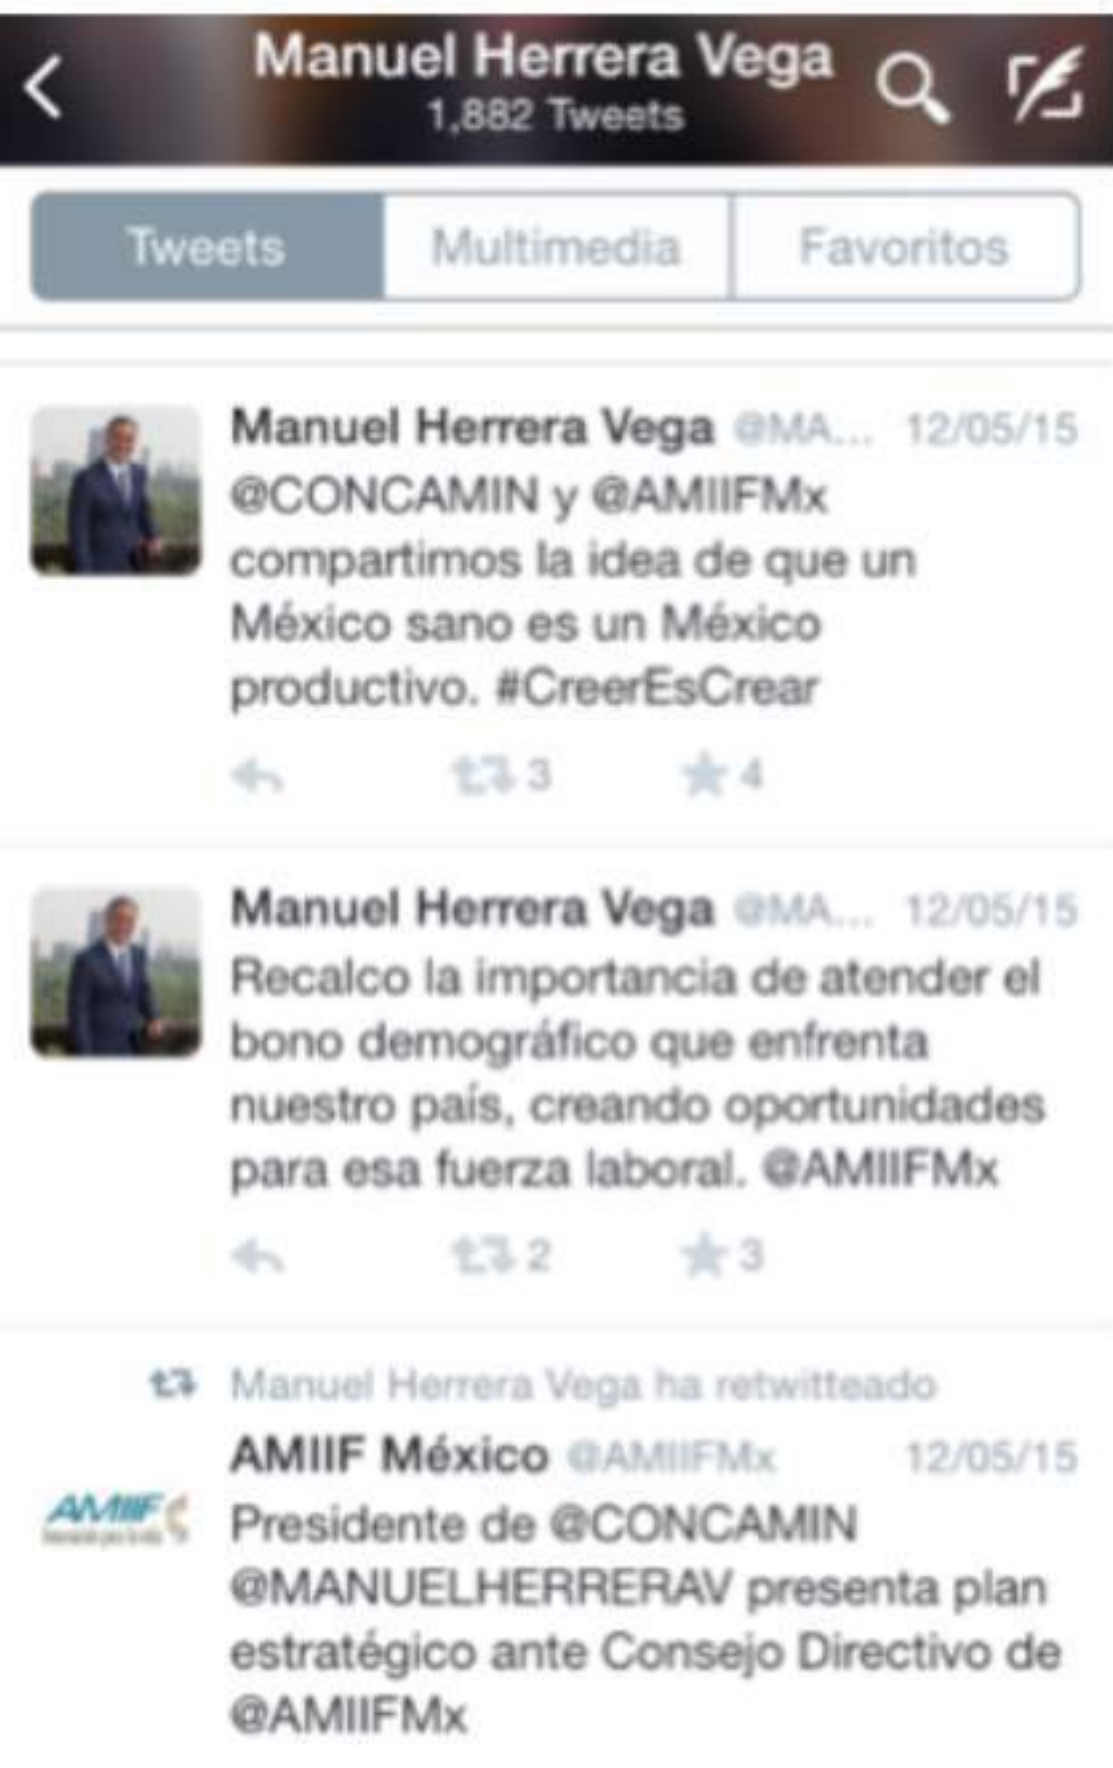 Manuel Herrera Vega
1,882 Tweets
Tweets Multimedia Favoritos
Manuel Herrera Vega @MA... 12/05/15
@CONCAMIN y @AMIIFMx
compartimos la idea de que un
México sano es un México
productivo. #CreerEsCrear
3 4
Manuel Herrera Vega @MA... 12/05/15
Recalco la importancia de atender el
bono demográfico que enfrenta
nuestro país, creando oportunidades
para esa fuerza laboral. @AMIIFMx
2 3
Manuel Herrera Vega ha retwitteado
AMIIF México @AMIIFMx 12/05/15
AMIIF
Presidente de @CONCAMIN
@MANUELHERRERAV presenta plan
estratégico ante Consejo Directivo de
@AMIIFMx